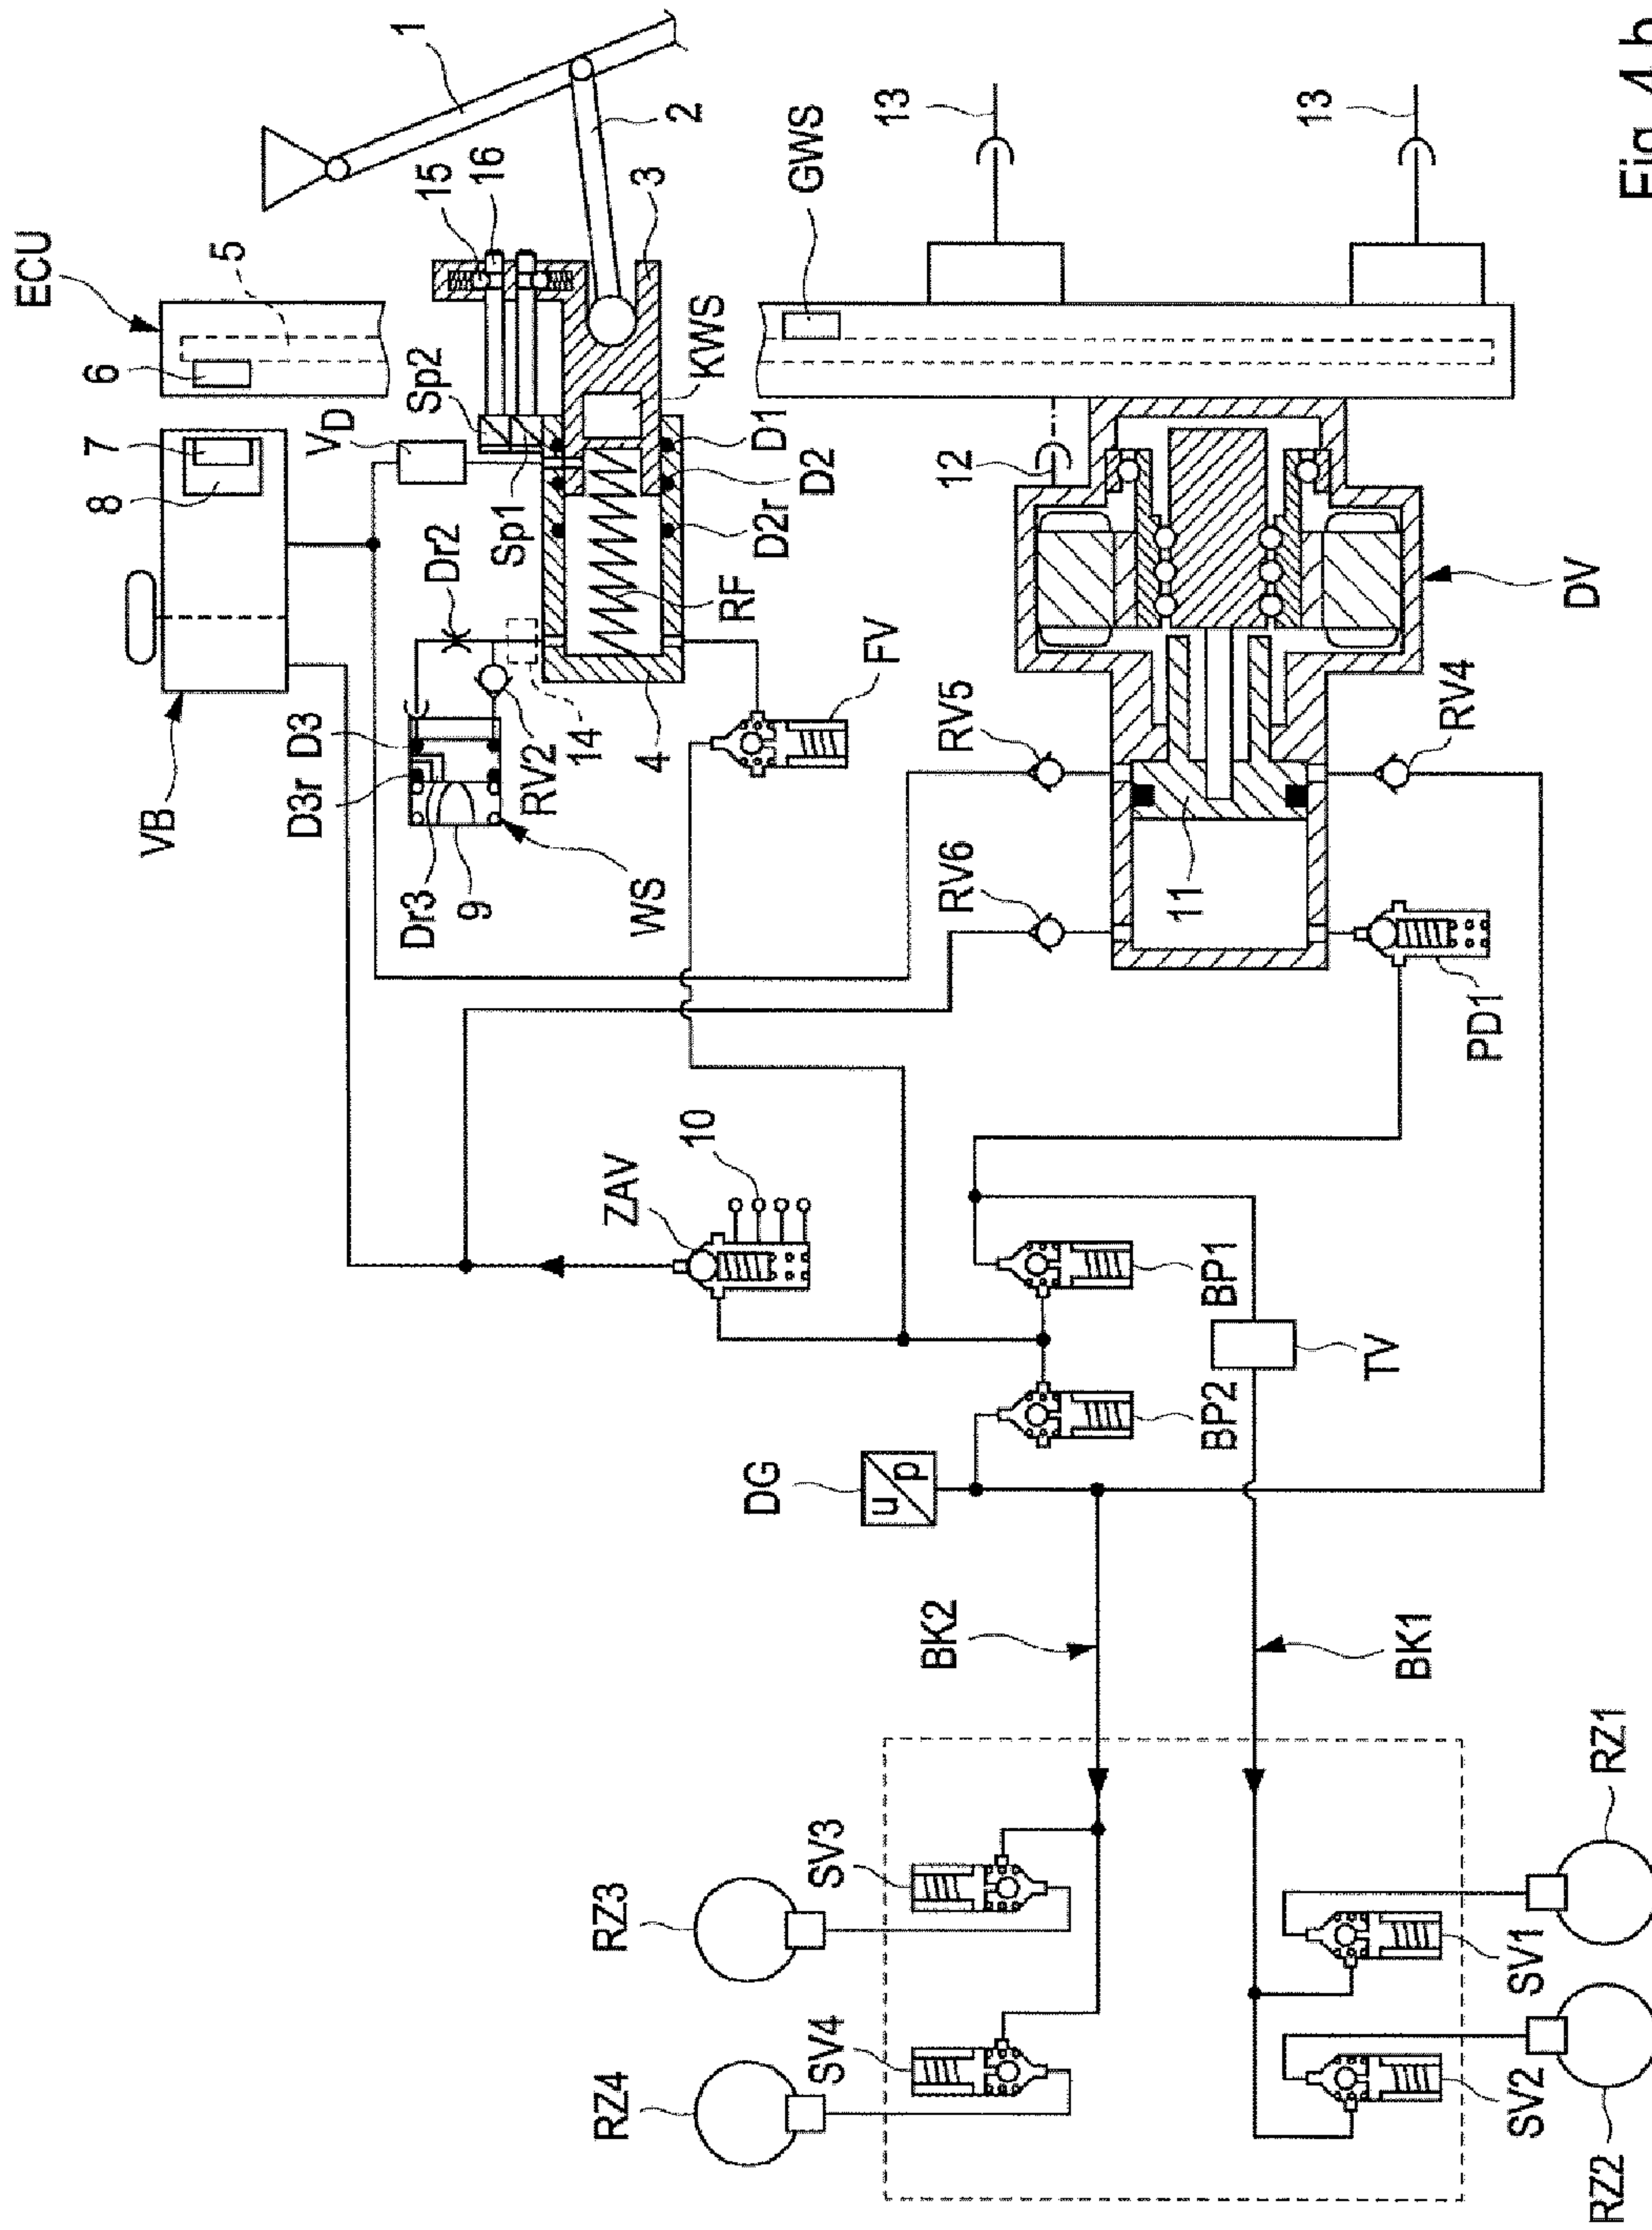 ECU
5
6
7
8
VB
VD
Sp2
Sp1
15
16
1
2
3
KWS
D1
D2
D2r
RF
Dr2
D3
D3r
Dr3
9
RV2
14
4
WS
FV
GWS
13
13
12
DV
RV5
RV4
RV6
11
PD1
ZAV
10
BP1
BP2
TV
DG
u
p
BK2
BK1
RZ3
SV3
RZ4
SV4
RZ1
SV1
RZ2
SV2